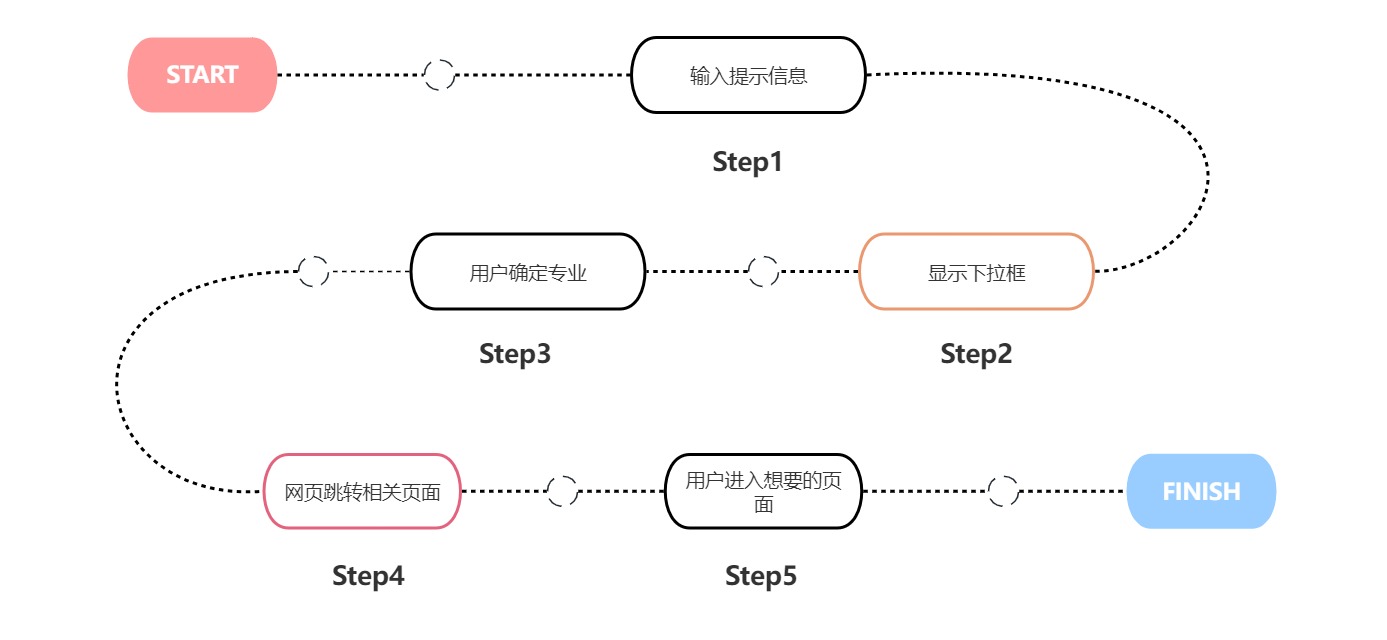 START
输入提示信息
Step1
显示下拉框
Step2
用户确定专业
Step3
网页跳转相关页面
Step4
用户进入想要的页
面
Step5
FINISH